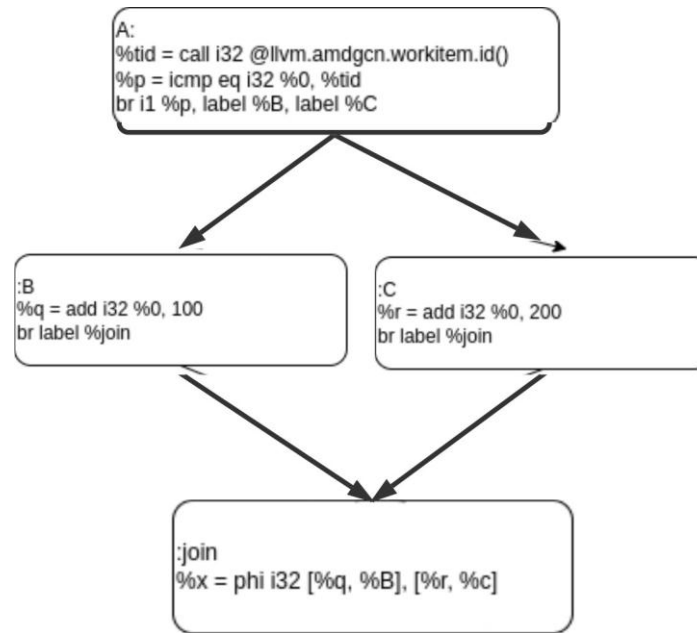 A:
%tid = call i32 @llvm.amdgcn.workitem.id()
%p = icmp eq i32 %0, %tid
br i1 %p, label %B, label %C
:B
%q = add i32 %0, 100
br label %join
:C
%r = add i32 %0, 200
br label %join
:join
%x = phi i32 [%q, %B], [%r, %c]